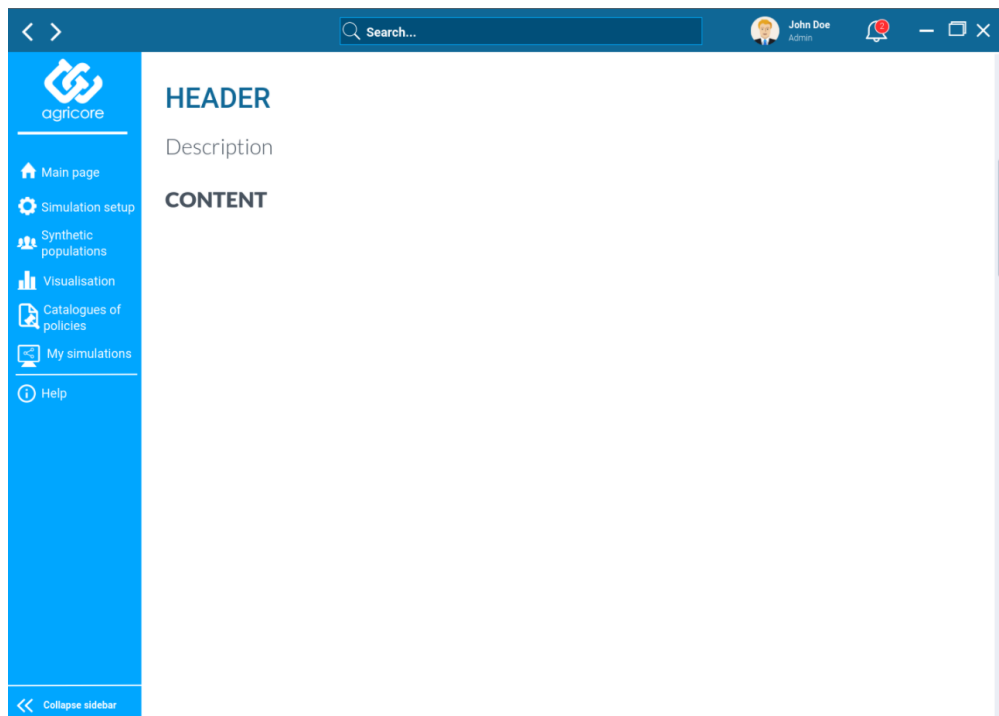 Search...
John Doe
Admin
2
agricore
HEADER
Description
CONTENT
Main page
Simulation setup
Synthetic
populations
Visualisation
Catalogues of
policies
My simulations
Help
Collapse sidebar